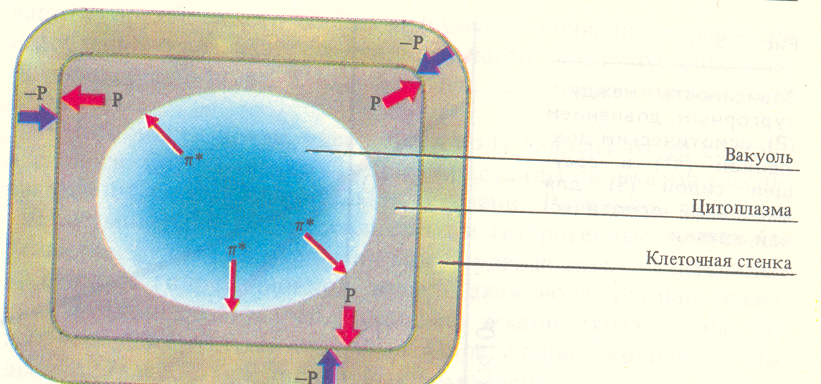 –P
–P
P
P
π*
Вакуоль
Цитоплазма
π*
π*
Клеточная стенка
P
–P